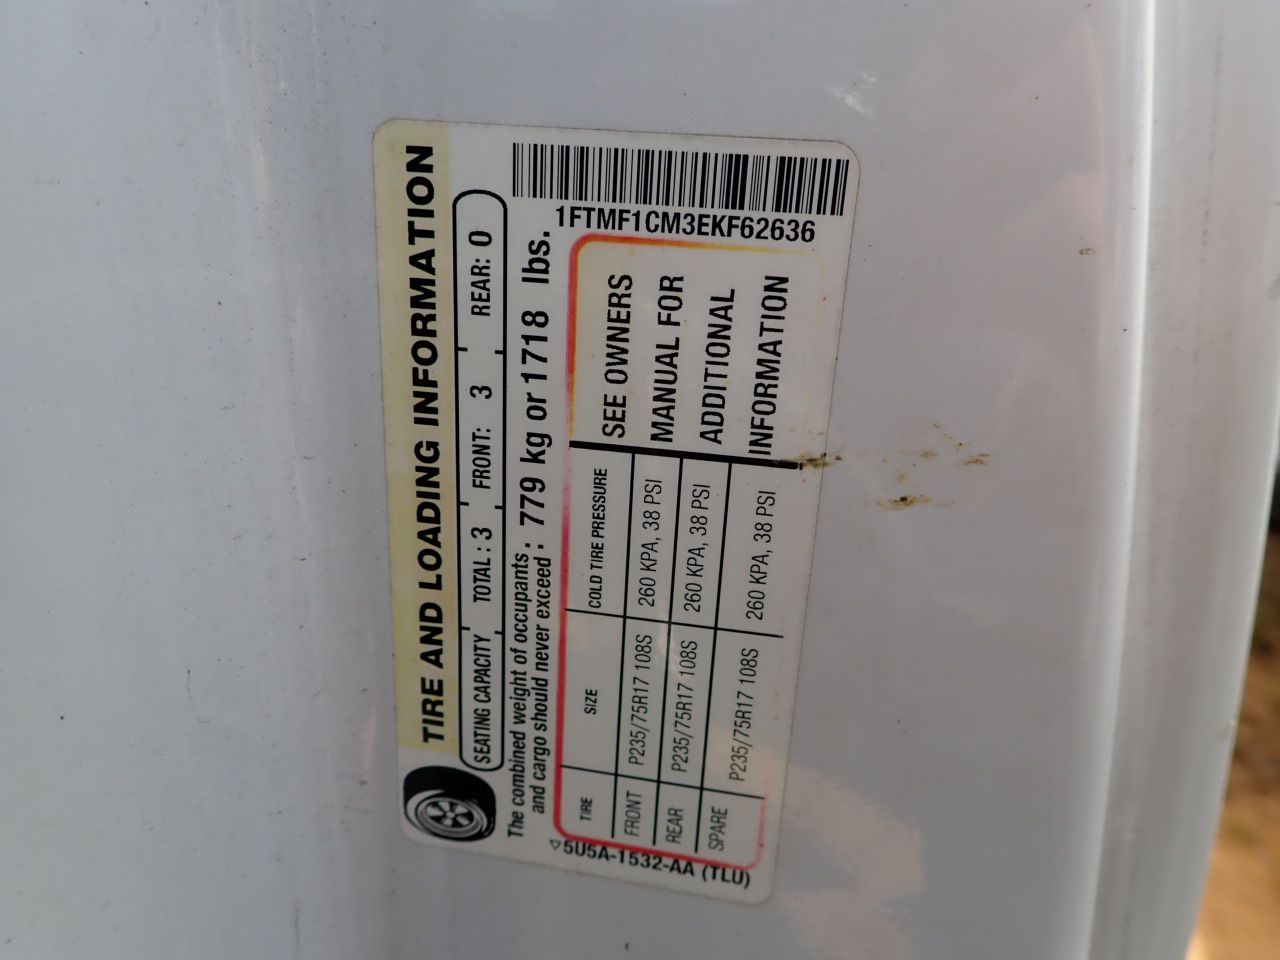 TIRE AND LOADING INFORMATION
SEATING CAPACITY TOTAL : 3 FRONT: 3 REAR: 0
The combined weight of occupants : 779 kg or 1718 lbs.
and cargo should never exceed :
TIRE SIZE COLD TIRE PRESSURE
FRONT P235/75R17 108S 260 KPA, 38 PSI
REAR P235/75R17 108S 260 KPA, 38 PSI
SPARE P235/75R17 108S 260 KPA, 38 PSI
SEE OWNERS
MANUAL FOR
ADDITIONAL
INFORMATION
1FTMF1CM3EKF62636
5U5A-1532-AA (TLU)